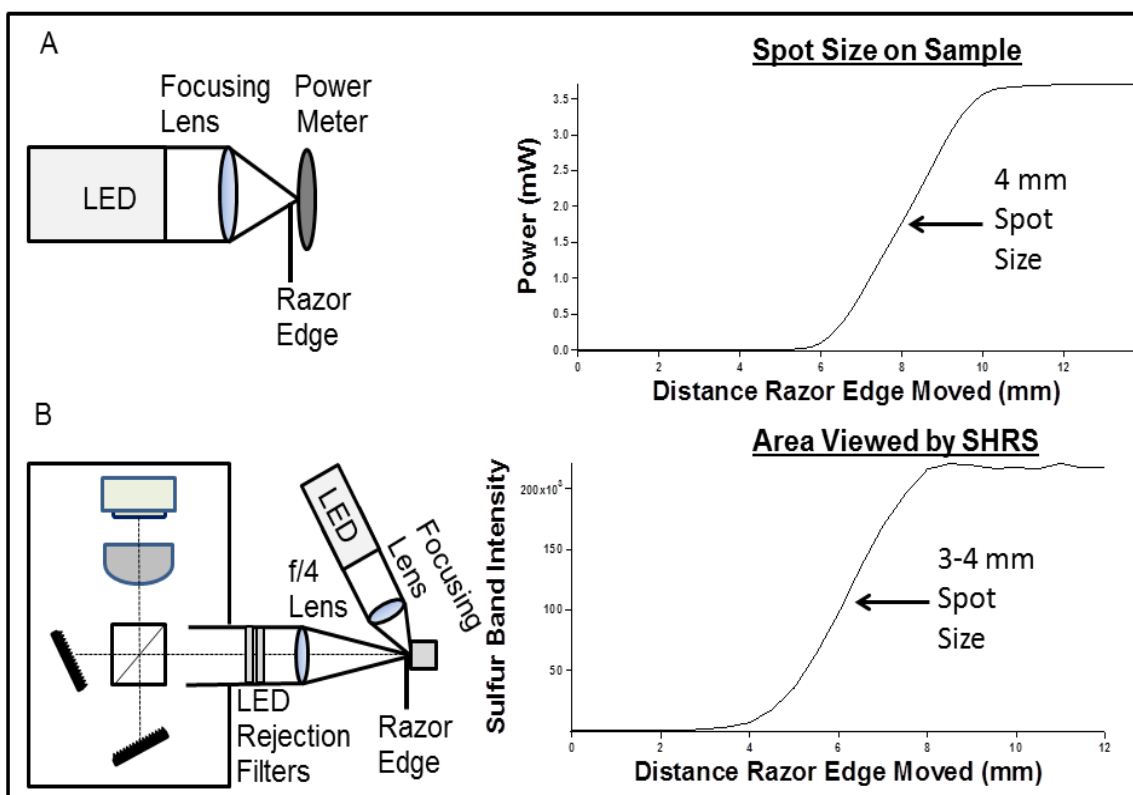 A
Focusing
Lens
Power
Meter
LED
Razor
Edge
Spot Size on Sample
Power (mW)
3.5
3.0
2.5
2.0
1.5
1.0
0.5
0.0
4 mm
Spot
Size
0 2 4 6 8 10 12
Distance Razor Edge Moved (mm)
B
LED
Focusing
Lens
f/4
Lens
LED
Rejection
Filters
Razor
Edge
Area Viewed by SHRS
Sulfur Band Intensity
200x10³
150
100
50
3-4 mm
Spot
Size
0 2 4 6 8 10 12
Distance Razor Edge Moved (mm)